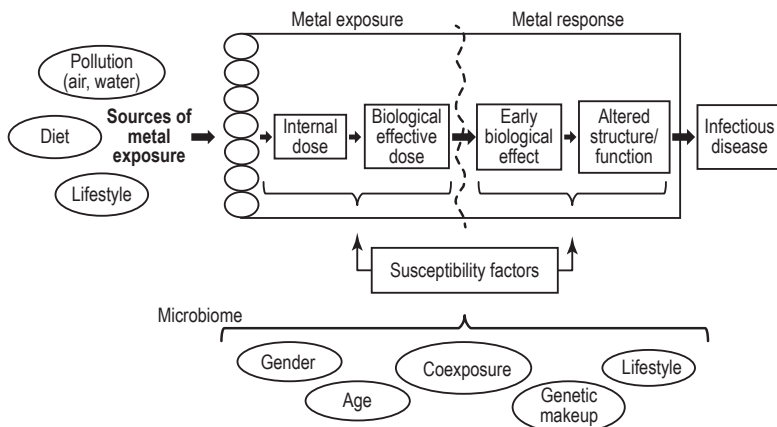 Metal exposure
Metal response
Pollution
(air, water)
Sources of
metal
exposure
Diet
Lifestyle
Internal
dose
Biological
effective
dose
Early
biological
effect
Altered
structure/
function
Infectious
disease
Susceptibility factors
Microbiome
Gender
Age
Coexposure
Genetic
makeup
Lifestyle